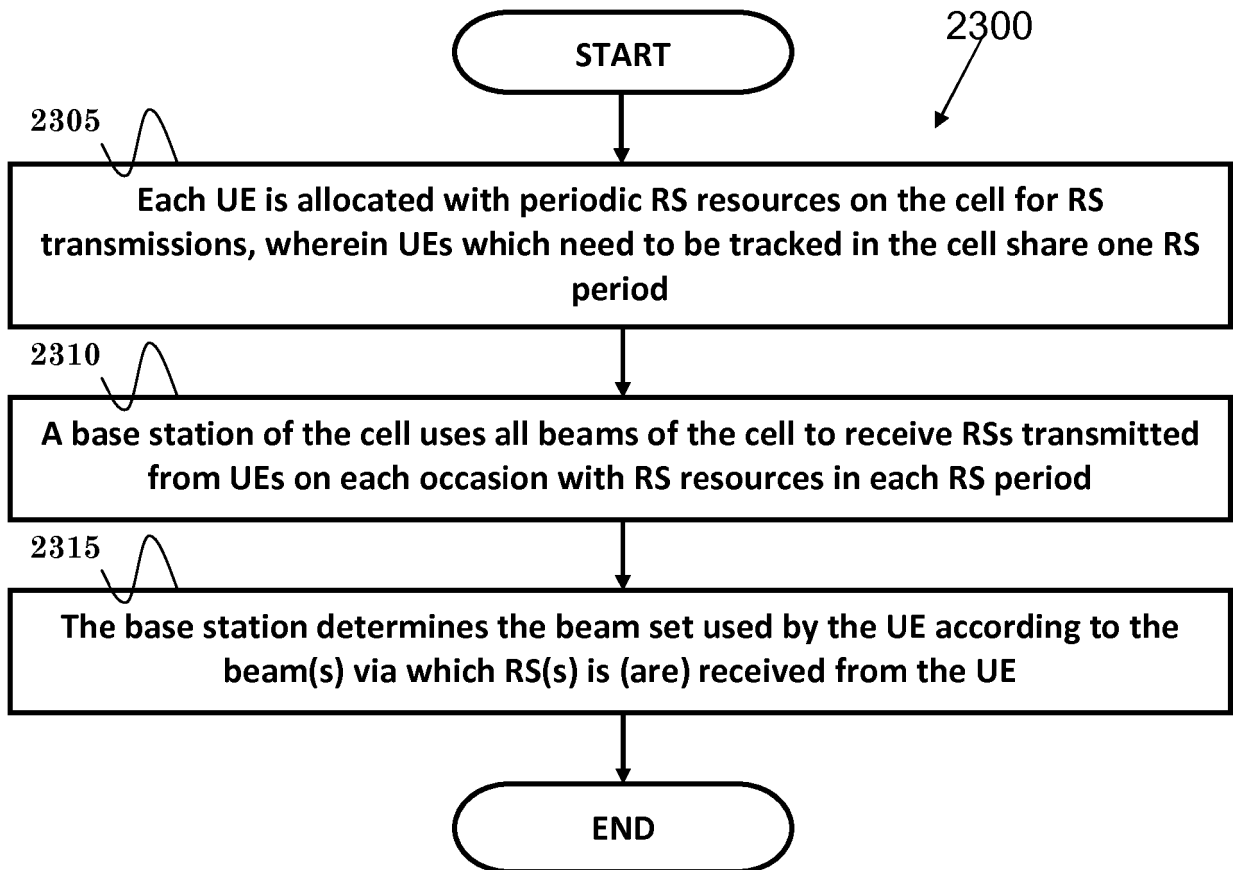 START
2300
2305
Each UE is allocated with periodic RS resources on the cell for RS
transmissions, wherein UEs which need to be tracked in the cell share one RS
period
2310
A base station of the cell uses all beams of the cell to receive RSs transmitted
from UEs on each occasion with RS resources in each RS period
2315
The base station determines the beam set used by the UE according to the
beam(s) via which RS(s) is (are) received from the UE
END